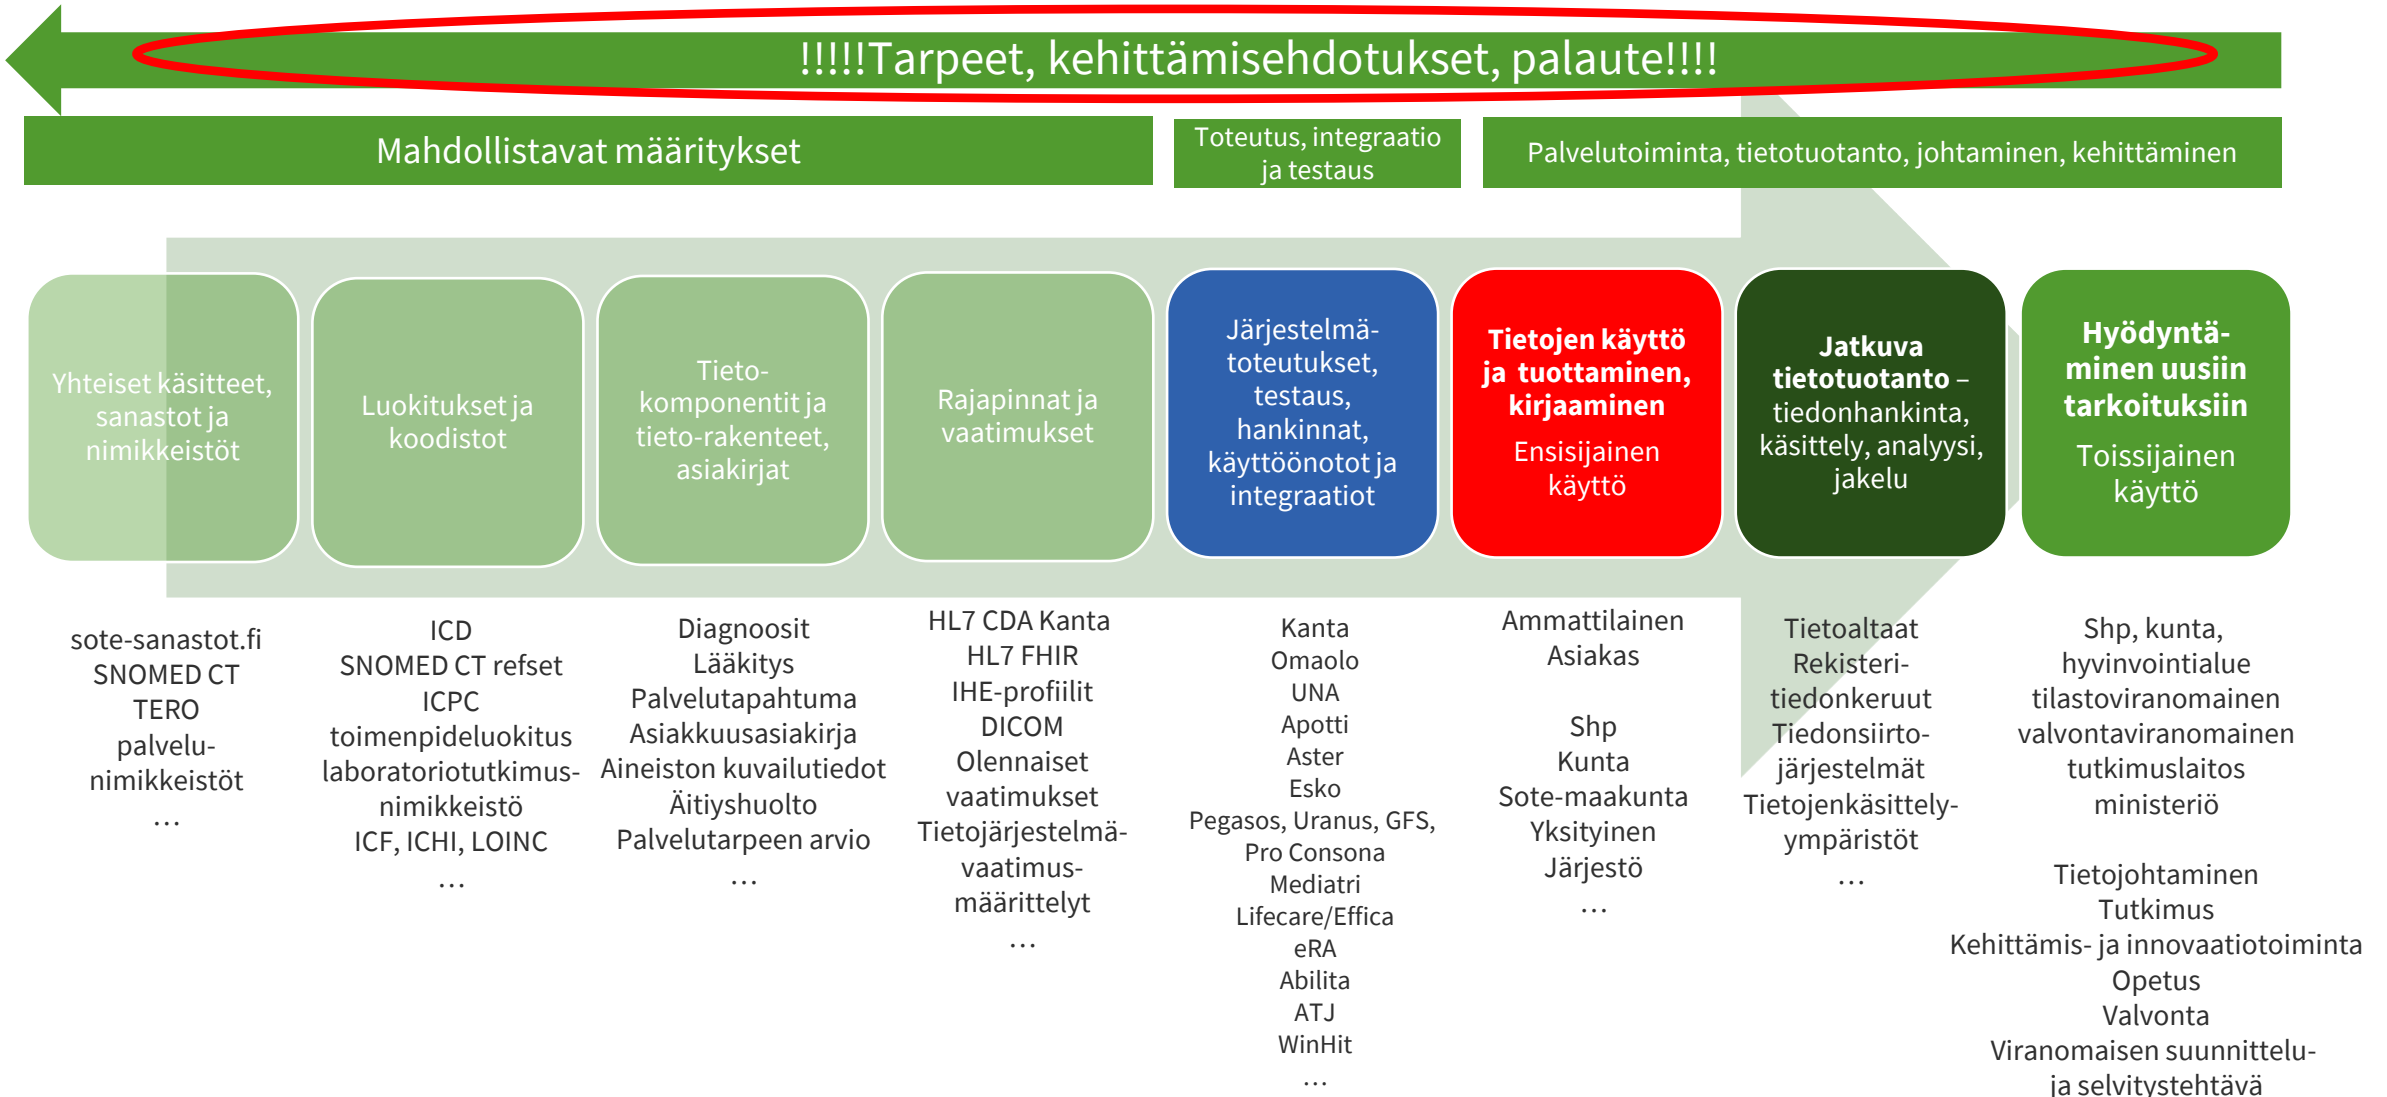 !!!!!Tarpeet, kehittämisehdotukset, palaute!!!!
Mahdollistavat määritykset
Toteutus, integraatio
ja testaus
Palvelutoiminta, tietotuotanto, johtaminen, kehittäminen
Yhteiset käsitteet,
sanastot ja
nimikkeistöt
Luokitukset ja
koodistot
Tieto-
komponentit ja
tieto-rakenteet,
asiakirjat
Rajapinnat ja
vaatimukset
Järjestelmä-
toteutukset,
testaus,
hankinnat,
käyttöönotot ja
integraatiot
Tietojen käyttö
ja tuottaminen,
kirjaaminen
Ensisijainen
käyttö
Jatkuva
tietotuotanto –
tiedonhankinta,
käsittely, analyysi,
jakelu
Hyödyntä-
minen uusiin
tarkoituksiin
Toissijainen
käyttö
sote-sanastot.fi
SNOMED CT
TERO
palvelu-
nimikkeistöt
…
ICD
SNOMED CT refset
ICPC
toimenpideluokitus
laboratoriotutkimus-
nimikkeistö
ICF, ICHI, LOINC
…
Diagnoosit
Lääkitys
Palvelutapahtuma
Asiakkuusasiakirja
Aineiston kuvailutiedot
Äitiyshuolto
Palvelutarpeen arvio
…
HL7 CDA Kanta
HL7 FHIR
IHE-profiilit
DICOM
Olennaiset
vaatimukset
Tietojärjestelmä-
vaatimus-
määrittelyt
…
Kanta
Omaolo
UNA
Apotti
Aster
Esko
Pegasos, Uranus, GFS,
Pro Consona
Mediatri
Lifecare/Effica
eRA
Abilita
ATJ
WinHit
…
Ammattilainen
Asiakas
Shp
Kunta
Sote-maakunta
Yksityinen
Järjestö
…
Tietoaltaat
Rekisteri-
tiedonkeruut
Tiedonsiirto-
järjestelmät
Tietojenkäsittely-
ympäristöt
…
Shp, kunta,
hyvinvointialue
tilastoviranomainen
valvontaviranomainen
tutkimuslaitos
ministeriö
Tietojohtaminen
Tutkimus
Kehittämis- ja innovaatiotoiminta
Opetus
Valvonta
Viranomaisen suunnittelu-
ja selvitystehtävä